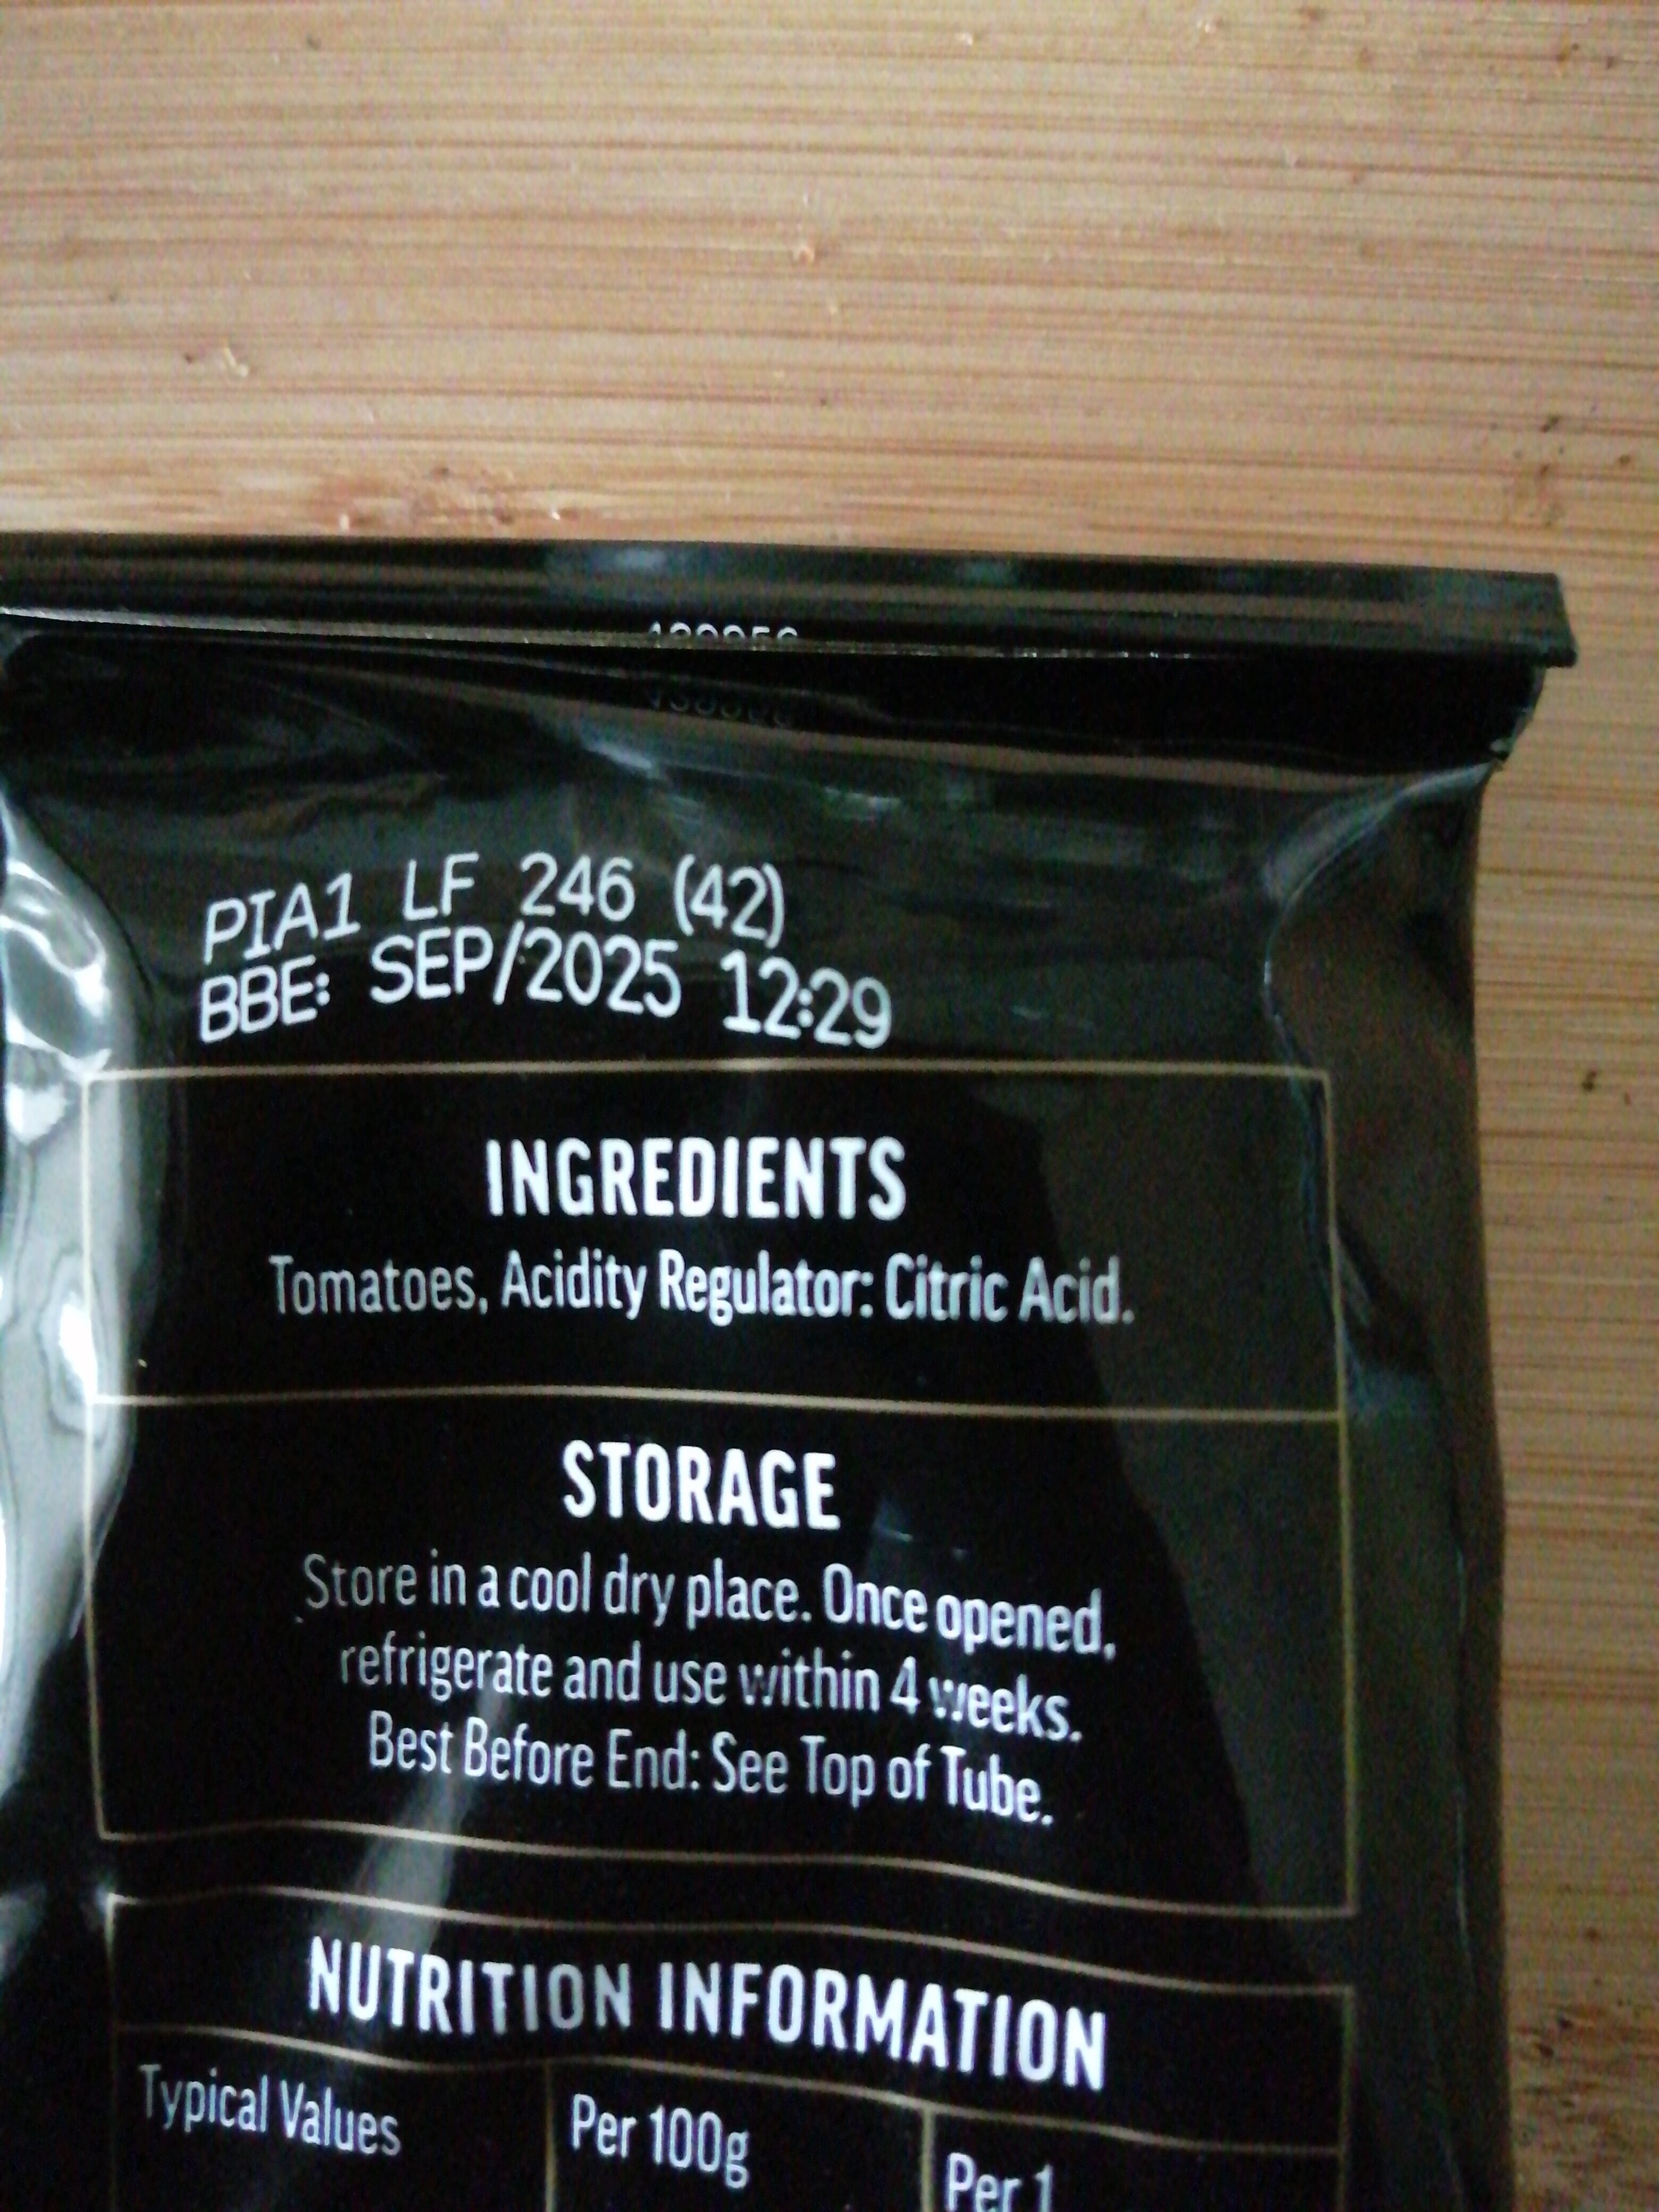 PIA1 LF 246 (42)
BBE: SEP/2025 12:29
INGREDIENTS
Tomatoes, Acidity Regulator: Citric Acid.
STORAGE
Store in a cool dry place. Once opened,
refrigerate and use within 4 weeks.
Best Before End: See Top of Tube.
NUTRITION INFORMATION
Typical Values Per 100g Per 1